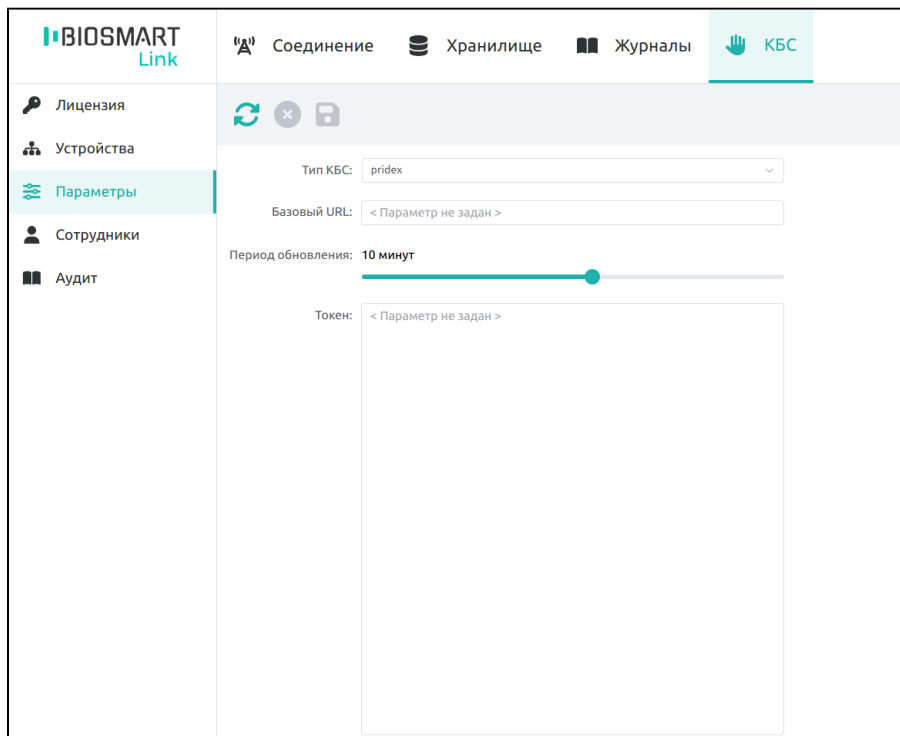 BIOSMART
Link
Соединение
Хранилище
Журналы
КБС
Лицензия
Устройства
Параметры
Сотрудники
Аудит
Тип КБС: pridex
Базовый URL: < Параметр не задан >
Период обновления: 10 минут
Токен: < Параметр не задан >